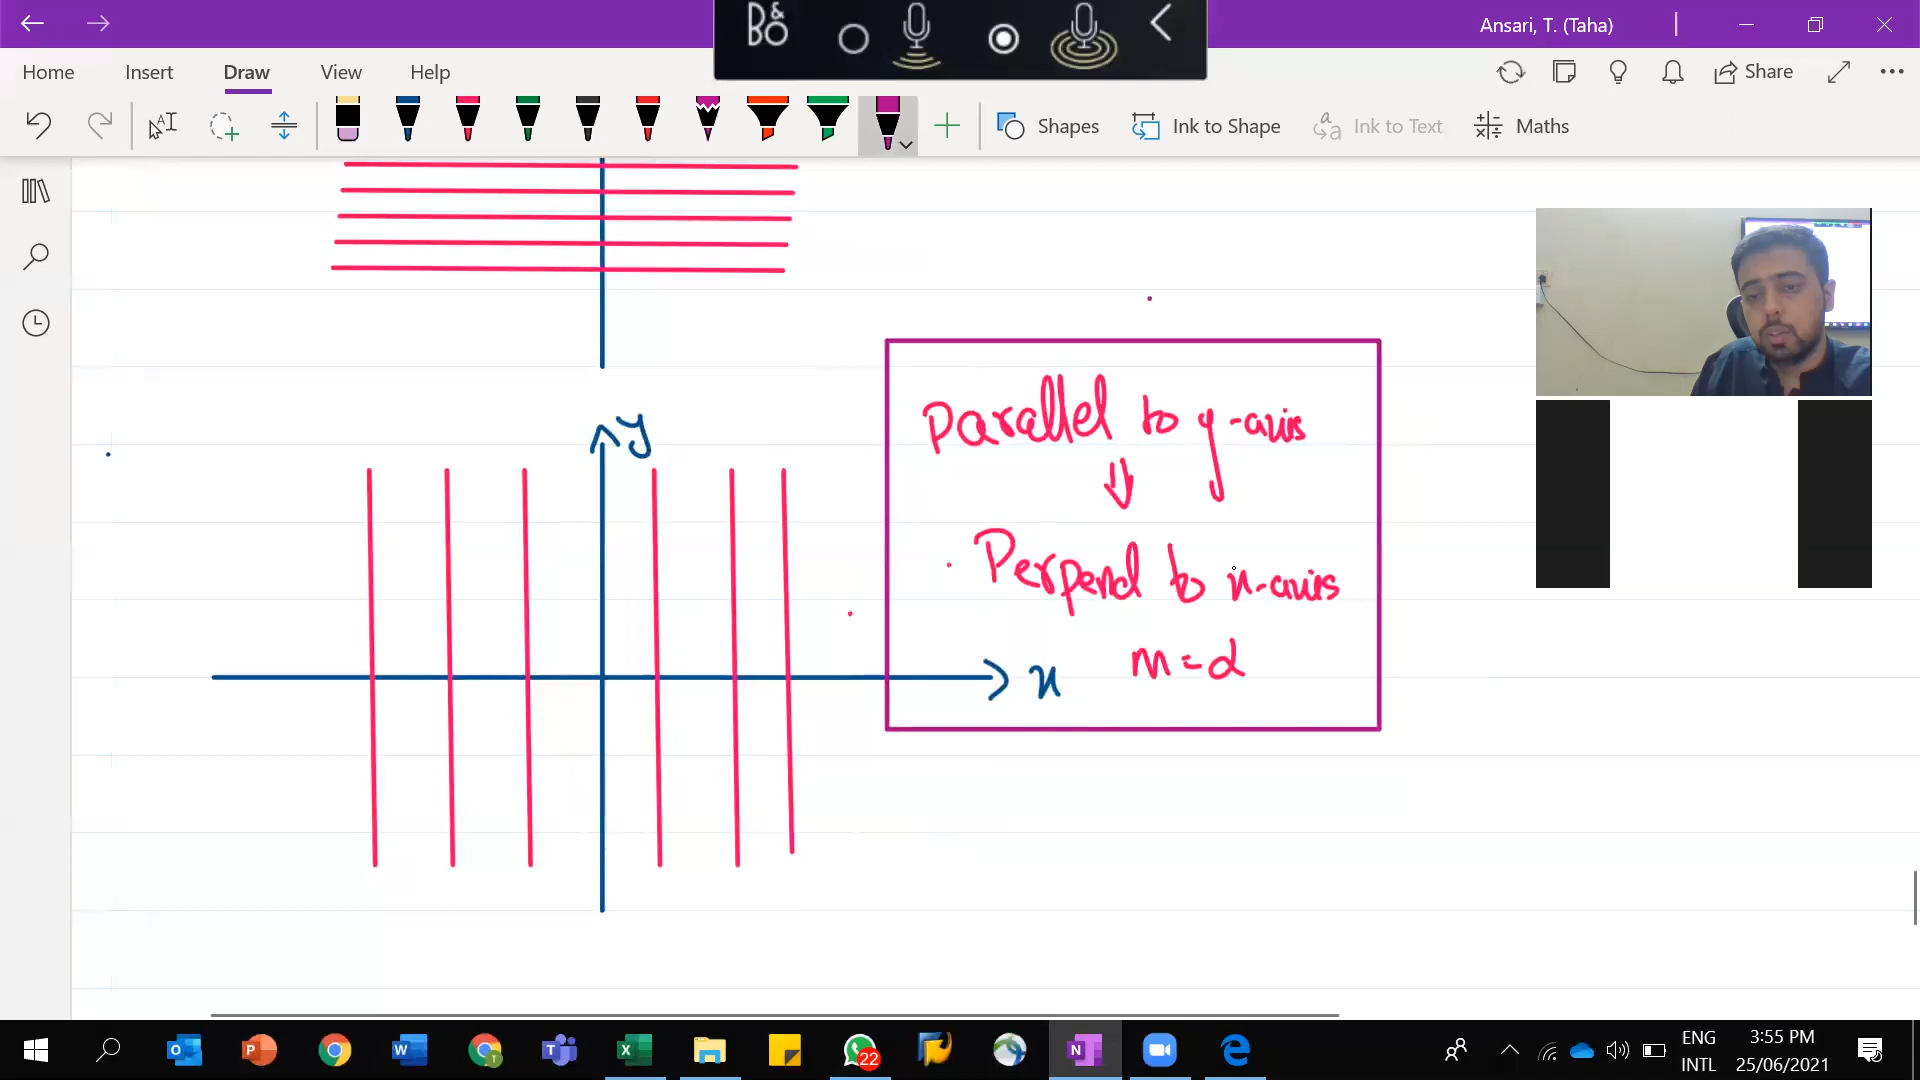 B&O
Ansari, T. (Taha)
Home Insert Draw View Help
Share
Shapes Ink to Shape Ink to Text Maths
y
Parallel to y-axis
Perpend to x-axis
m = α
x
22
ENG
INTL
3:55 PM
25/06/2021